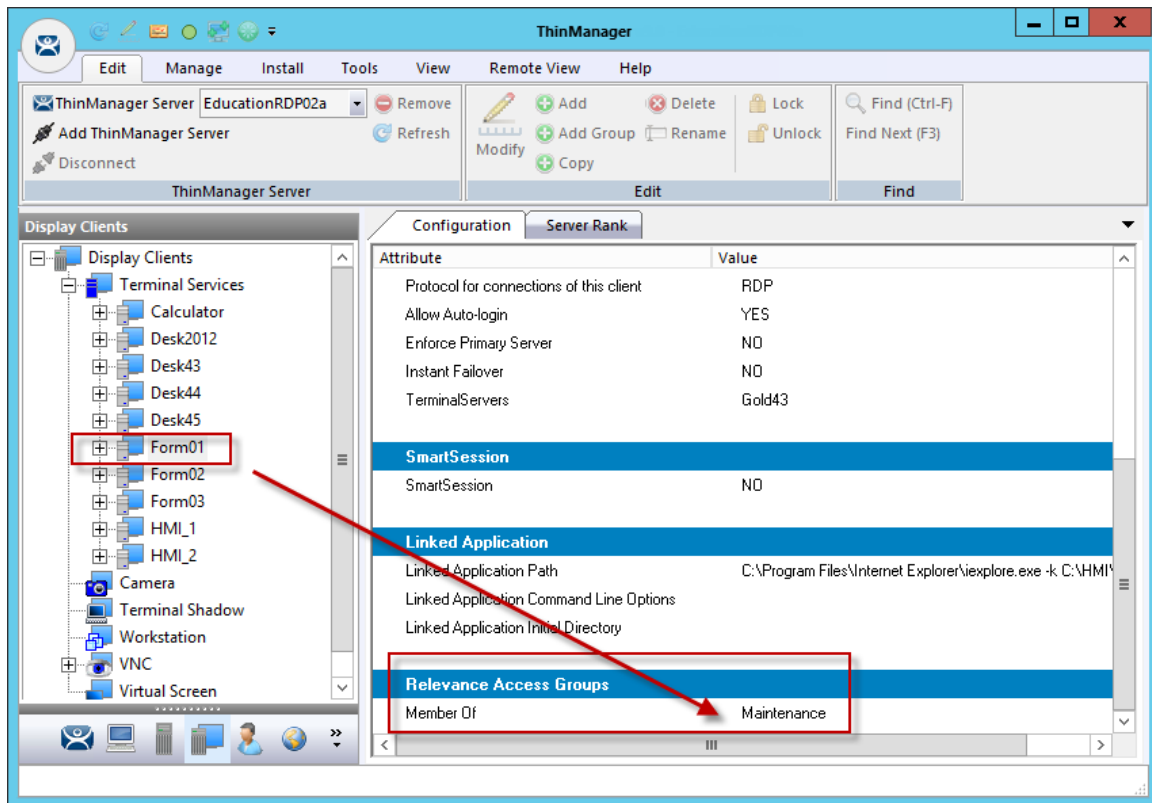 ThinManager
Edit Manage Install Tools View Remote View Help
ThinManager Server EducationRDP02a Remove Add Delete Lock Find (Ctrl-F)
Add ThinManager Server Refresh Modify Add Group Rename Unlock Find Next (F3)
Disconnect Copy
ThinManager Server Edit Find
Display Clients
Display Clients
Terminal Services
Calculator
Desk2012
Desk43
Desk44
Desk45
Form01
Form02
Form03
HMI_1
HMI_2
Camera
Terminal Shadow
Workstation
VNC
Virtual Screen
Configuration Server Rank
Attribute Value
Protocol for connections of this client RDP
Allow Auto-login YES
Enforce Primary Server NO
Instant Failover NO
TerminalServers Gold43
SmartSession
SmartSession NO
Linked Application
Linked Application Path C:\Program Files\Internet Explorer\iexplore.exe -k C:\HMI\
Linked Application Command Line Options
Linked Application Initial Directory
Relevance Access Groups
Member Of Maintenance